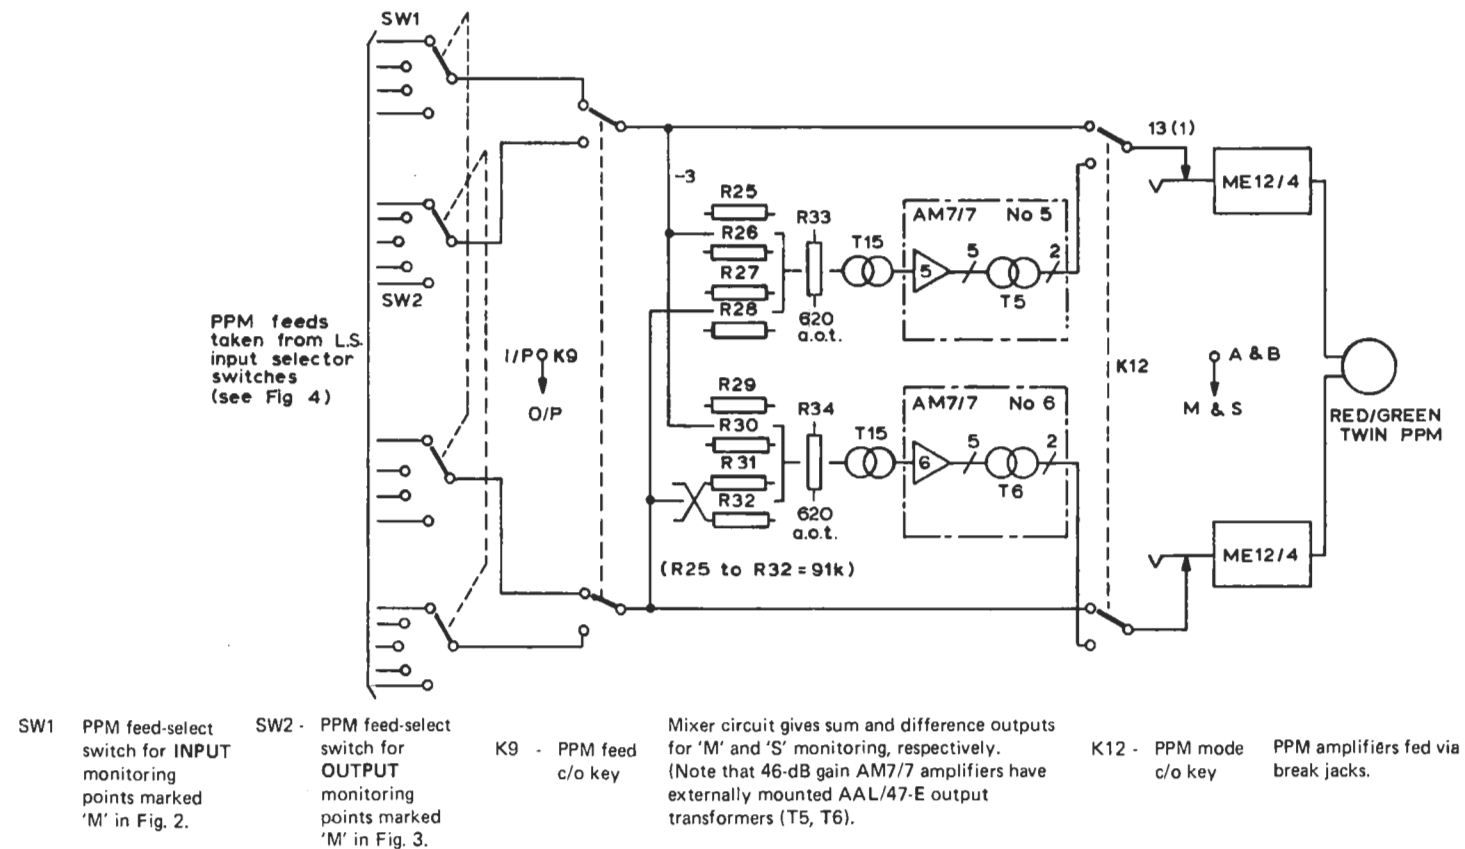 SW1
SW2
PPM feeds
taken from L.S.
input selector
switches
(see Fig 4)
I/P K9
O/P
-3
R25
R26
R27
R28
R33
620
a.o.t.
T15
AM7/7 No 5
5
5
T5
2
R29
R30
R31
R32
R34
620
a.o.t.
T15
AM7/7 No 6
6
5
T6
2
(R25 to R32 = 91k)
K12
13(1)
ME12/4
A & B
M & S
RED/GREEN
TWIN PPM
ME12/4
SW1 PPM feed-select
switch for INPUT
monitoring
points marked
'M' in Fig. 2.
SW2 - PPM feed-select
switch for
OUTPUT
monitoring
points marked
'M' in Fig. 3.
K9 - PPM feed
c/o key
Mixer circuit gives sum and difference outputs
for 'M' and 'S' monitoring, respectively.
(Note that 46-dB gain AM7/7 amplifiers have
externally mounted AAL/47-E output
transformers (T5, T6).
K12 - PPM mode
c/o key
PPM amplifiers fed via
break jacks.